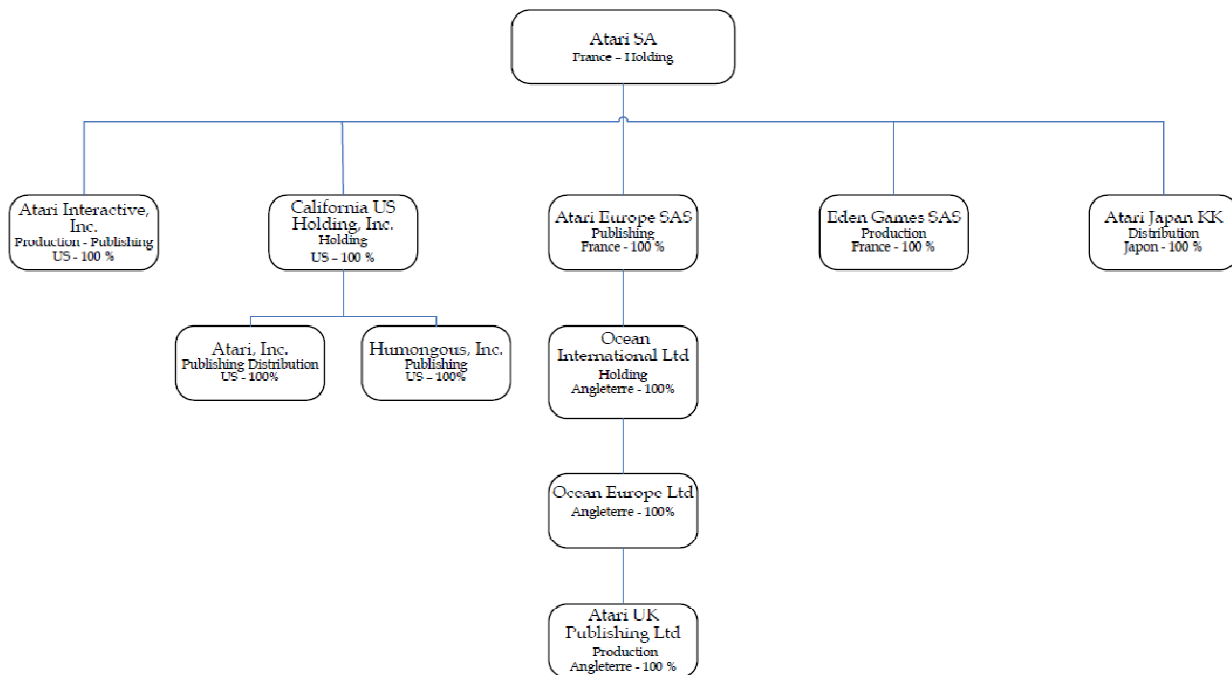 Atari SA
France – Holding
Atari Interactive,
Inc.
Production - Publishing
US - 100 %
California US
Holding, Inc.
Holding
US – 100 %
Atari Europe SAS
Publishing
France - 100 %
Eden Games SAS
Production
France - 100 %
Atari Japan KK
Distribution
Japon - 100 %
Atari, Inc.
Publishing Distribution
US - 100%
Humongous, Inc.
Publishing
US – 100%
Ocean
International Ltd
Holding
Angleterre - 100%
Ocean Europe Ltd
Angleterre - 100%
Atari UK
Publishing Ltd
Production
Angleterre - 100 %